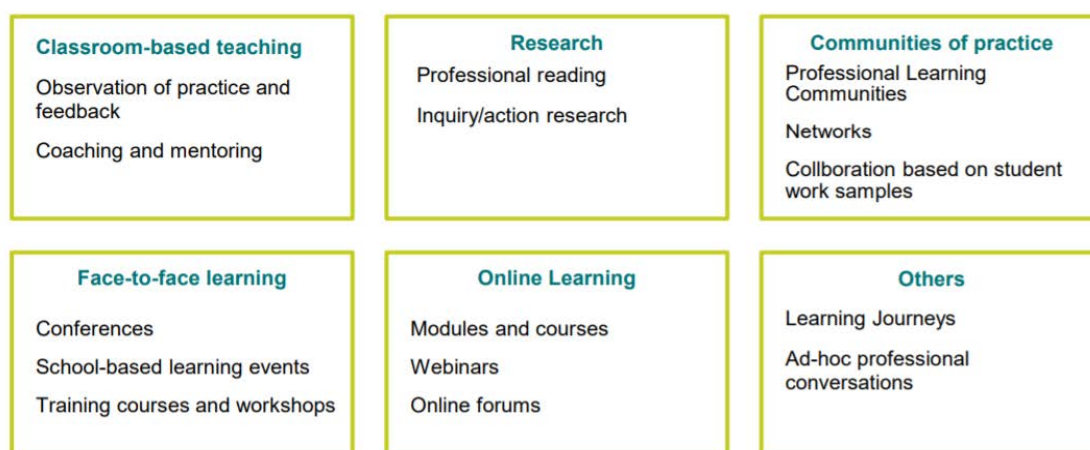 Classroom-based teaching
Observation of practice and
feedback
Coaching and mentoring
Research
Professional reading
Inquiry/action research
Communities of practice
Professional Learning
Communities
Networks
Collboration based on student
work samples
Face-to-face learning
Conferences
School-based learning events
Training courses and workshops
Online Learning
Modules and courses
Webinars
Online forums
Others
Learning Journeys
Ad-hoc professional
conversations